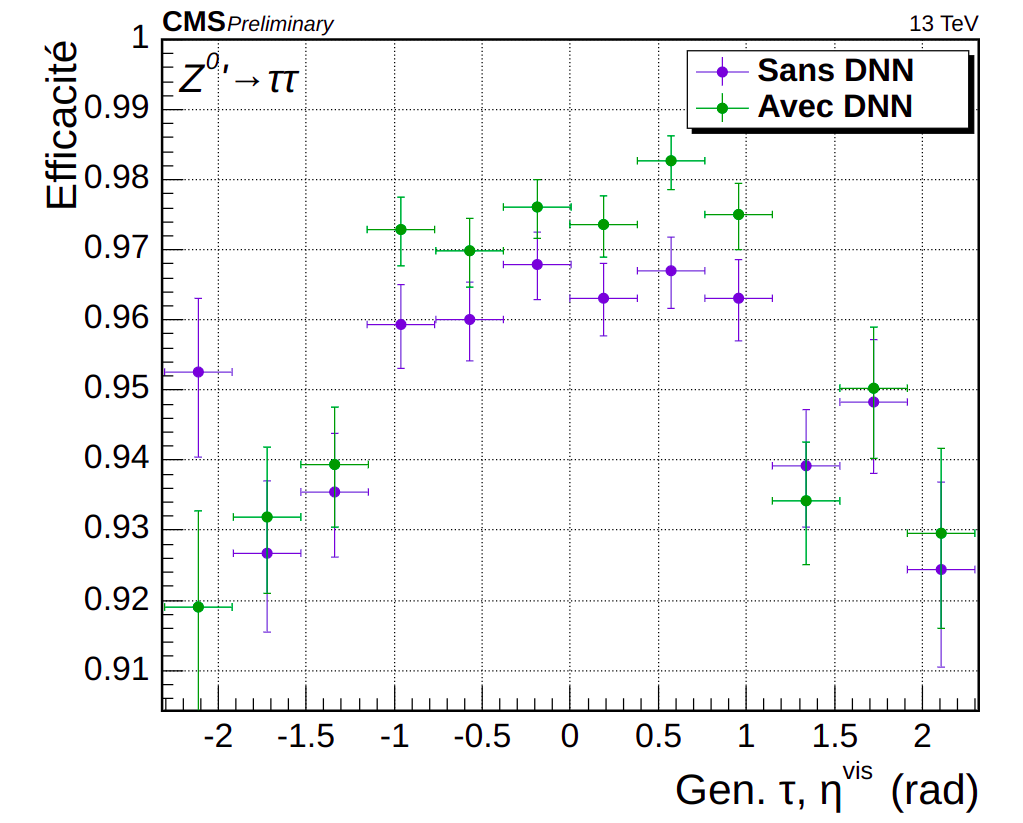 CMS Preliminary
13 TeV
Efficacité
Z⁰'→ττ
Sans DNN
Avec DNN
1
0.99
0.98
0.97
0.96
0.95
0.94
0.93
0.92
0.91
-2 -1.5 -1 -0.5 0 0.5 1 1.5 2
Gen. τ, η^vis (rad)